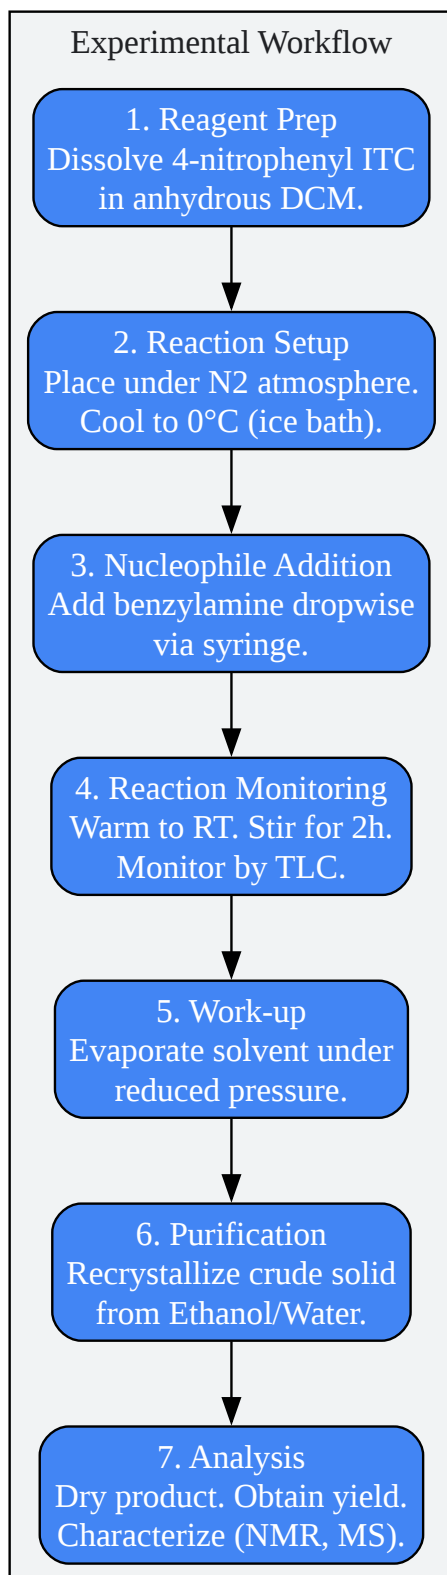 Experimental Workflow
1. Reagent Prep
Dissolve 4-nitrophenyl ITC
in anhydrous DCM.
2. Reaction Setup
Place under N2 atmosphere.
Cool to 0°C (ice bath).
3. Nucleophile Addition
Add benzylamine dropwise
via syringe.
4. Reaction Monitoring
Warm to RT. Stir for 2h.
Monitor by TLC.
5. Work-up
Evaporate solvent under
reduced pressure.
6. Purification
Recrystallize crude solid
from Ethanol/Water.
7. Analysis
Dry product. Obtain yield.
Characterize (NMR, MS).